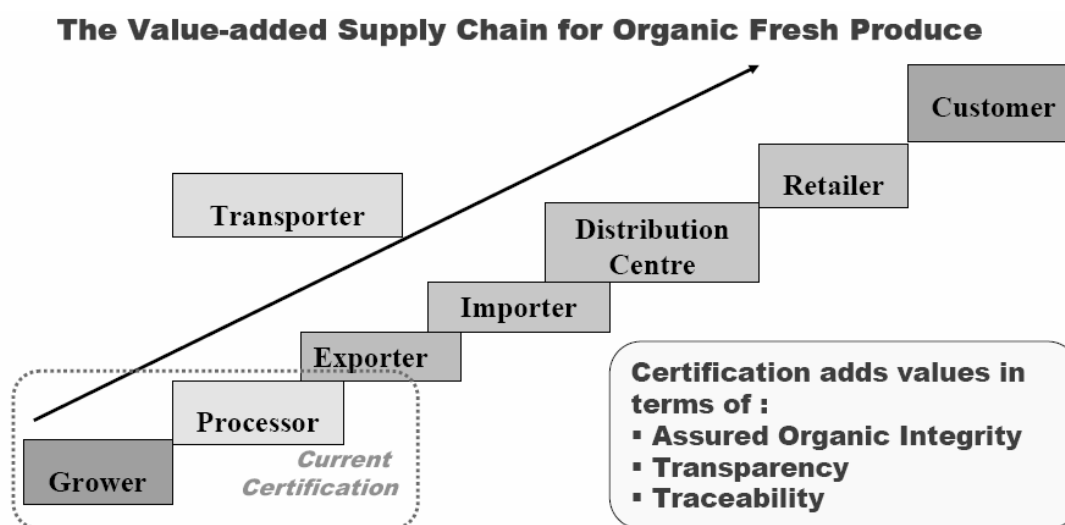 The Value-added Supply Chain for Organic Fresh Produce
Customer
Retailer
Transporter
Distribution
Centre
Importer
Exporter
Processor
Grower
Current
Certification
Certification adds values in
terms of :
▪ Assured Organic Integrity
▪ Transparency
▪ Traceability